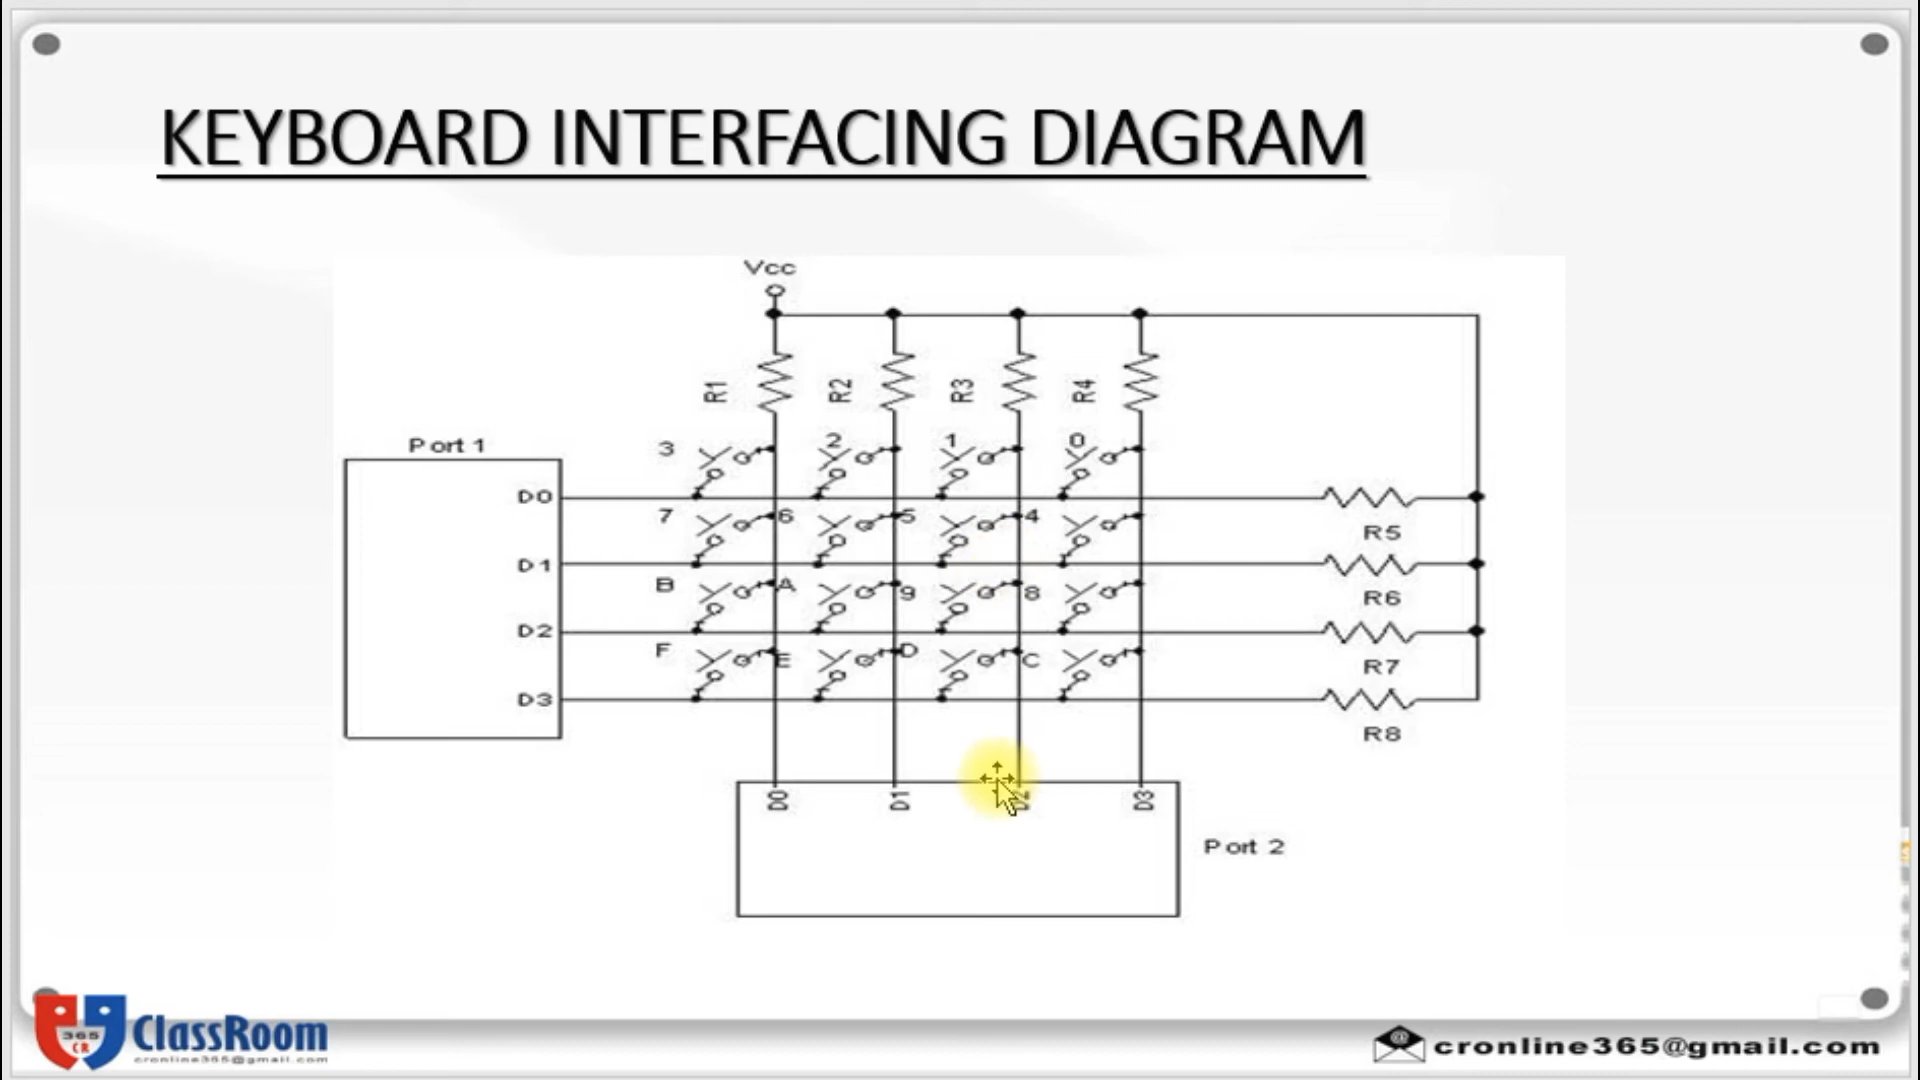 KEYBOARD INTERFACING DIAGRAM
Vcc
R1 R2 R3 R4
Port 1
3 2 1 0
D0
7 6 5 4
R5
D1
B A 9 8
R6
D2
F E D C
R7
D3
R8
D0 D1 D2 D3
Port 2
365
CR
ClassRoom
cronline365@gmail.com
@
cronline365@gmail.com